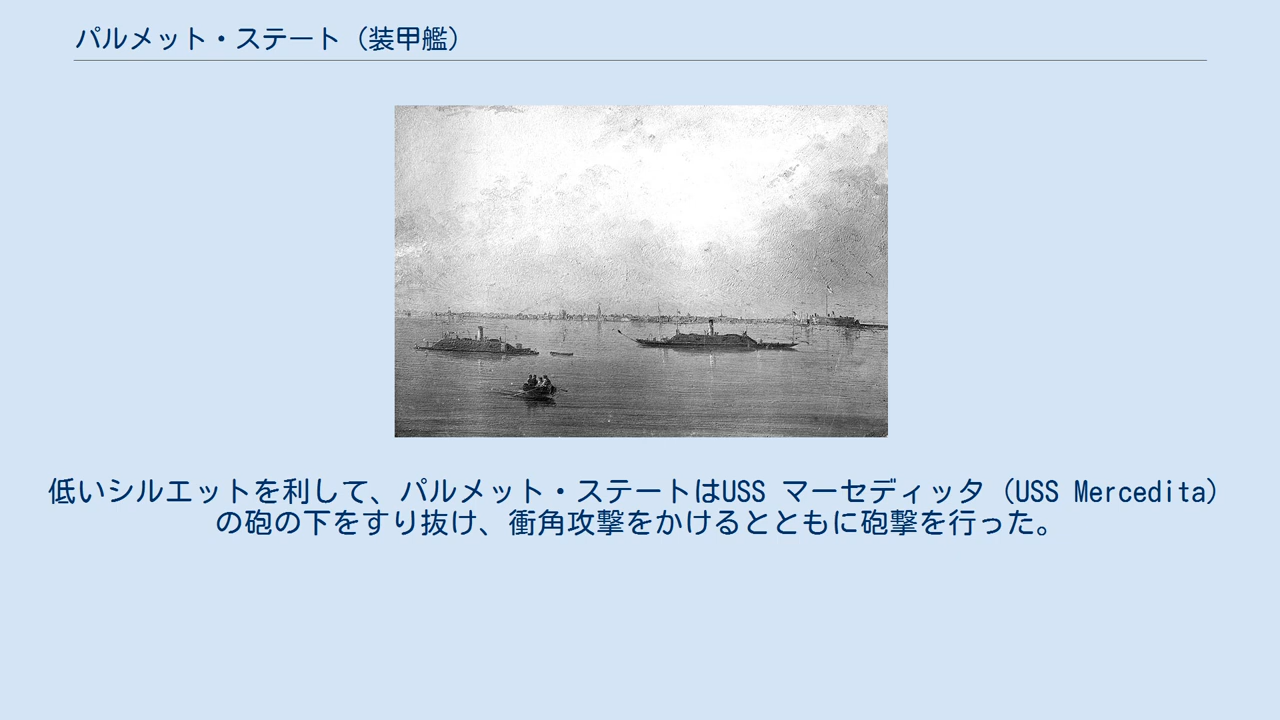 パルメット・ステート（装甲艦）
低いシルエットを利して、パルメット・ステートはUSS マーセディッタ（USS Mercedita）
の砲の下をすり抜け、衝角攻撃をかけるとともに砲撃を行った。